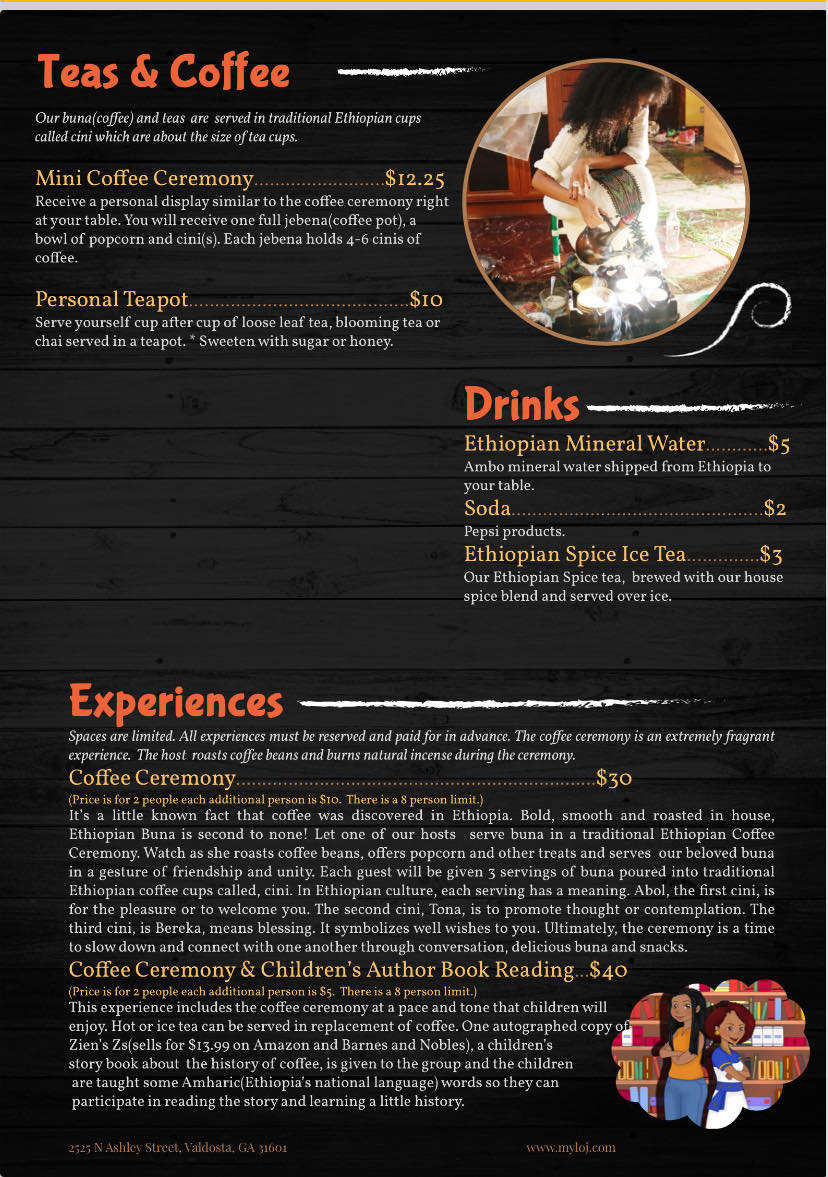 Teas & Coffee
Our buna(coffee) and teas are served in traditional Ethiopian cups
called cini which are about the size of tea cups.
Mini Coffee Ceremony.........................$12.25
Receive a personal display similar to the coffee ceremony right
at your table. You will receive one full jebena(coffee pot), a
bowl of popcorn and cini(s). Each jebena holds 4-6 cinis of
coffee.
Personal Teapot..........................................$10
Serve yourself cup after cup of loose leaf tea, blooming tea or
chai served in a teapot. * Sweeten with sugar or honey.
Drinks
Ethiopian Mineral Water............$5
Ambo mineral water shipped from Ethiopia to
your table.
Soda................................................$2
Pepsi products.
Ethiopian Spice Ice Tea..............$3
Our Ethiopian Spice tea, brewed with our house
spice blend and served over ice.
Experiences
Spaces are limited. All experiences must be reserved and paid for in advance. The coffee ceremony is an extremely fragrant
experience. The host roasts coffee beans and burns natural incense during the ceremony.
Coffee Ceremony.....................................................................$30
(Price is for 2 people each additional person is $10. There is a 8 person limit.)
It's a little known fact that coffee was discovered in Ethiopia. Bold, smooth and roasted in house,
Ethiopian Buna is second to none! Let one of our hosts serve buna in a traditional Ethiopian Coffee
Ceremony. Watch as she roasts coffee beans, offers popcorn and other treats and serves our beloved buna
in a gesture of friendship and unity. Each guest will be given 3 servings of buna poured into traditional
Ethiopian coffee cups called, cini. In Ethiopian culture, each serving has a meaning. Abol, the first cini, is
for the pleasure or to welcome you. The second cini, Tona, is to promote thought or contemplation. The
third cini, is Bereka, means blessing. It symbolizes well wishes to you. Ultimately, the ceremony is a time
to slow down and connect with one another through conversation, delicious buna and snacks.
Coffee Ceremony & Children's Author Book Reading...$40
(Price is for 2 people each additional person is $5. There is a 8 person limit.)
This experience includes the coffee ceremony at a pace and tone that children will
enjoy. Hot or ice tea can be served in replacement of coffee. One autographed copy of
Zien's Zs(sells for $13.99 on Amazon and Barnes and Nobles), a children's
story book about the history of coffee, is given to the group and the children
are taught some Amharic(Ethiopia's national language) words so they can
participate in reading the story and learning a little history.
2525 N Ashley Street, Valdosta, GA 31601
www.myloj.com